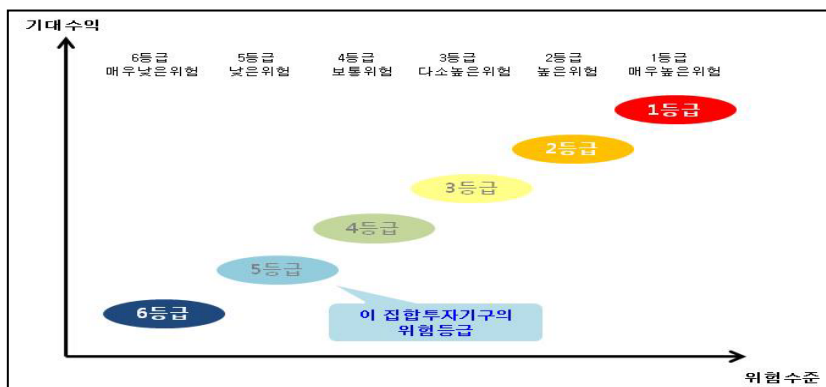 기대수익
6등급 5등급 4등급 3등급 2등급 1등급
매우낮은위험 낮은위험 보통위험 다소높은위험 높은위험 매우높은위험
1등급
2등급
3등급
4등급
5등급
6등급
이 집합투자기구의
위험등급
위험수준